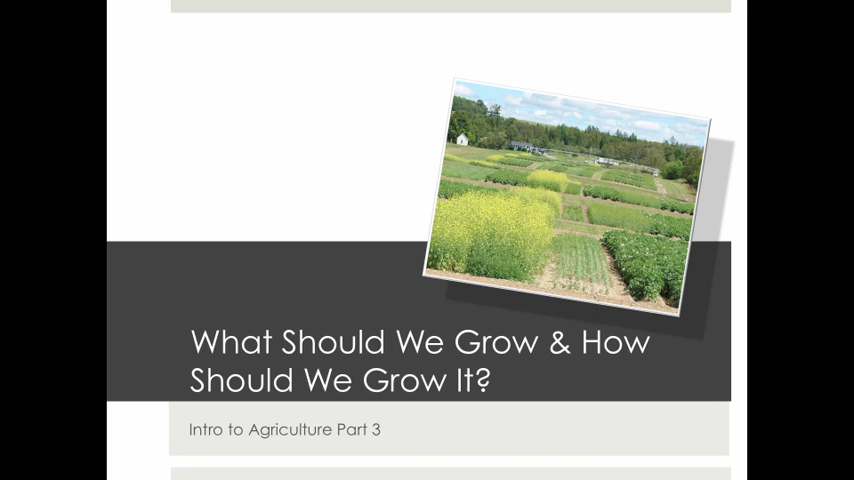 What Should We Grow & How
Should We Grow It?
Intro to Agriculture Part 3